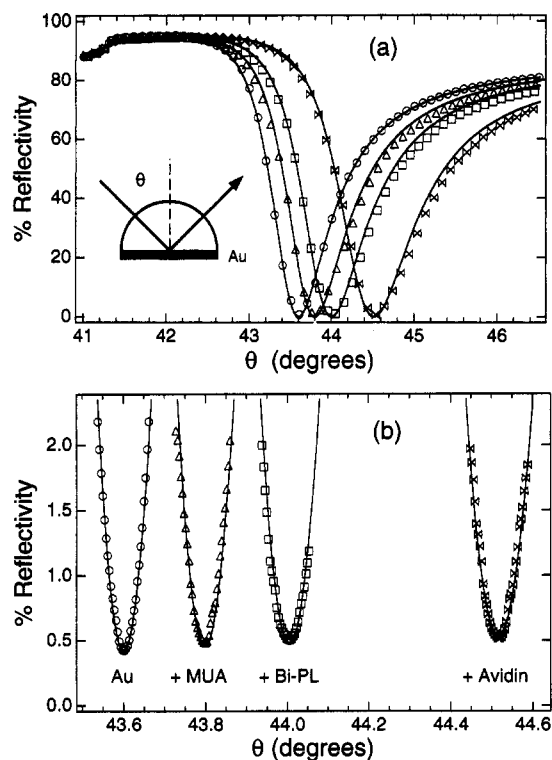 100
80
60
40
20
0
% Reflectivity
(a)
θ
Au
41
42
43
44
45
46
θ (degrees)
2.0
1.5
1.0
0.5
0.0
% Reflectivity
(b)
Au
+ MUA
+ Bi-PL
+ Avidin
43.6
43.8
44.0
44.2
44.4
44.6
θ (degrees)